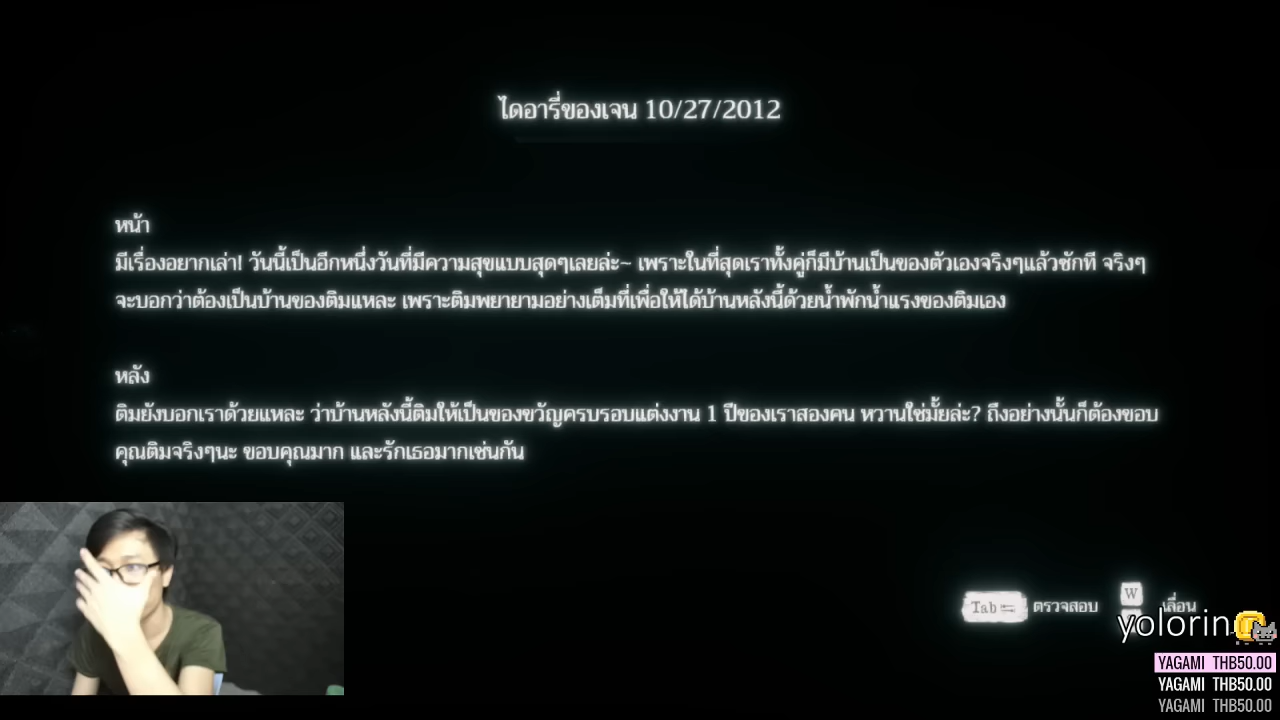 ไดอารี่ของเจน 10/27/2012
หน้า
มีเรื่องอยากเล่า! วันนี้เป็นอีกหนึ่งวันที่มีความสุขแบบสุดๆเลยล่ะ~ เพราะในที่สุดเราทั้งคู่ก็มีบ้านเป็นของตัวเองจริงๆแล้วซักที จริงๆ
จะบอกว่าต้องเป็นบ้านของติมแหละ เพราะติมพยายามอย่างเต็มที่เพื่อให้ได้บ้านหลังนี้ด้วยน้ำพักน้ำแรงของติมเอง
หลัง
ติมยังบอกเราด้วยแหละ ว่าบ้านหลังนี้ติมให้เป็นของขวัญครบรอบแต่งงาน 1 ปีของเราสองคน หวานใช่มั้ยล่ะ? ถึงอย่างนั้นก็ต้องขอบ
คุณติมจริงๆนะ ขอบคุณมาก และรักเธอมากเช่นกัน
Tab ตรวจสอบ W เลื่อน
yolorin
YAGAMI THB50.00
YAGAMI THB50.00
YAGAMI THB50.00